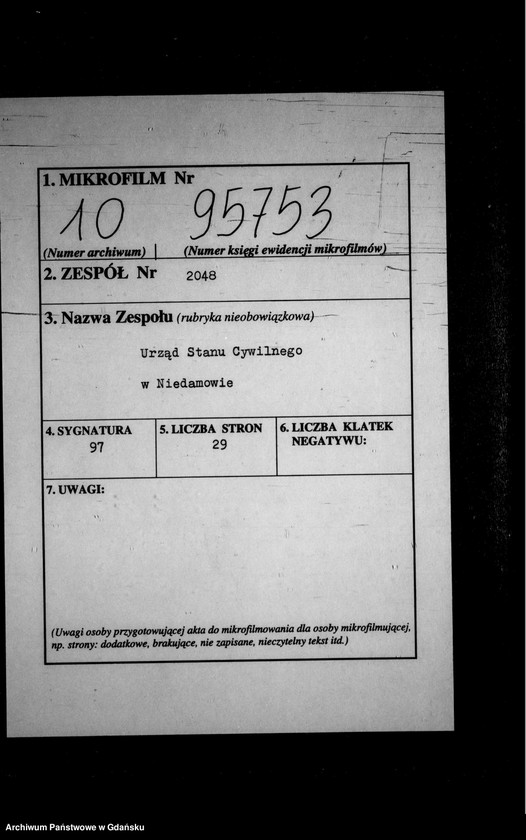 1. MIKROFILM Nr
10 95753
(Numer archiwum) (Numer księgi ewidencji mikrofilmów)
2. ZESPÓŁ Nr 2048
3. Nazwa Zespołu (rubryka nieobowiązkowa)
Urząd Stanu Cywilnego
w Niedamowie
4. SYGNATURA 5. LICZBA STRON 6. LICZBA KLATEK
NEGATYWU:
97 29
7. UWAGI:
(Uwagi osoby przygotowującej akta do mikrofilmowania dla osoby mikrofilmującej,
np. strony: dodatkowe, brakujące, nie zapisane, nieczytelny tekst itd.)
Archiwum Państwowe w Gdańsku